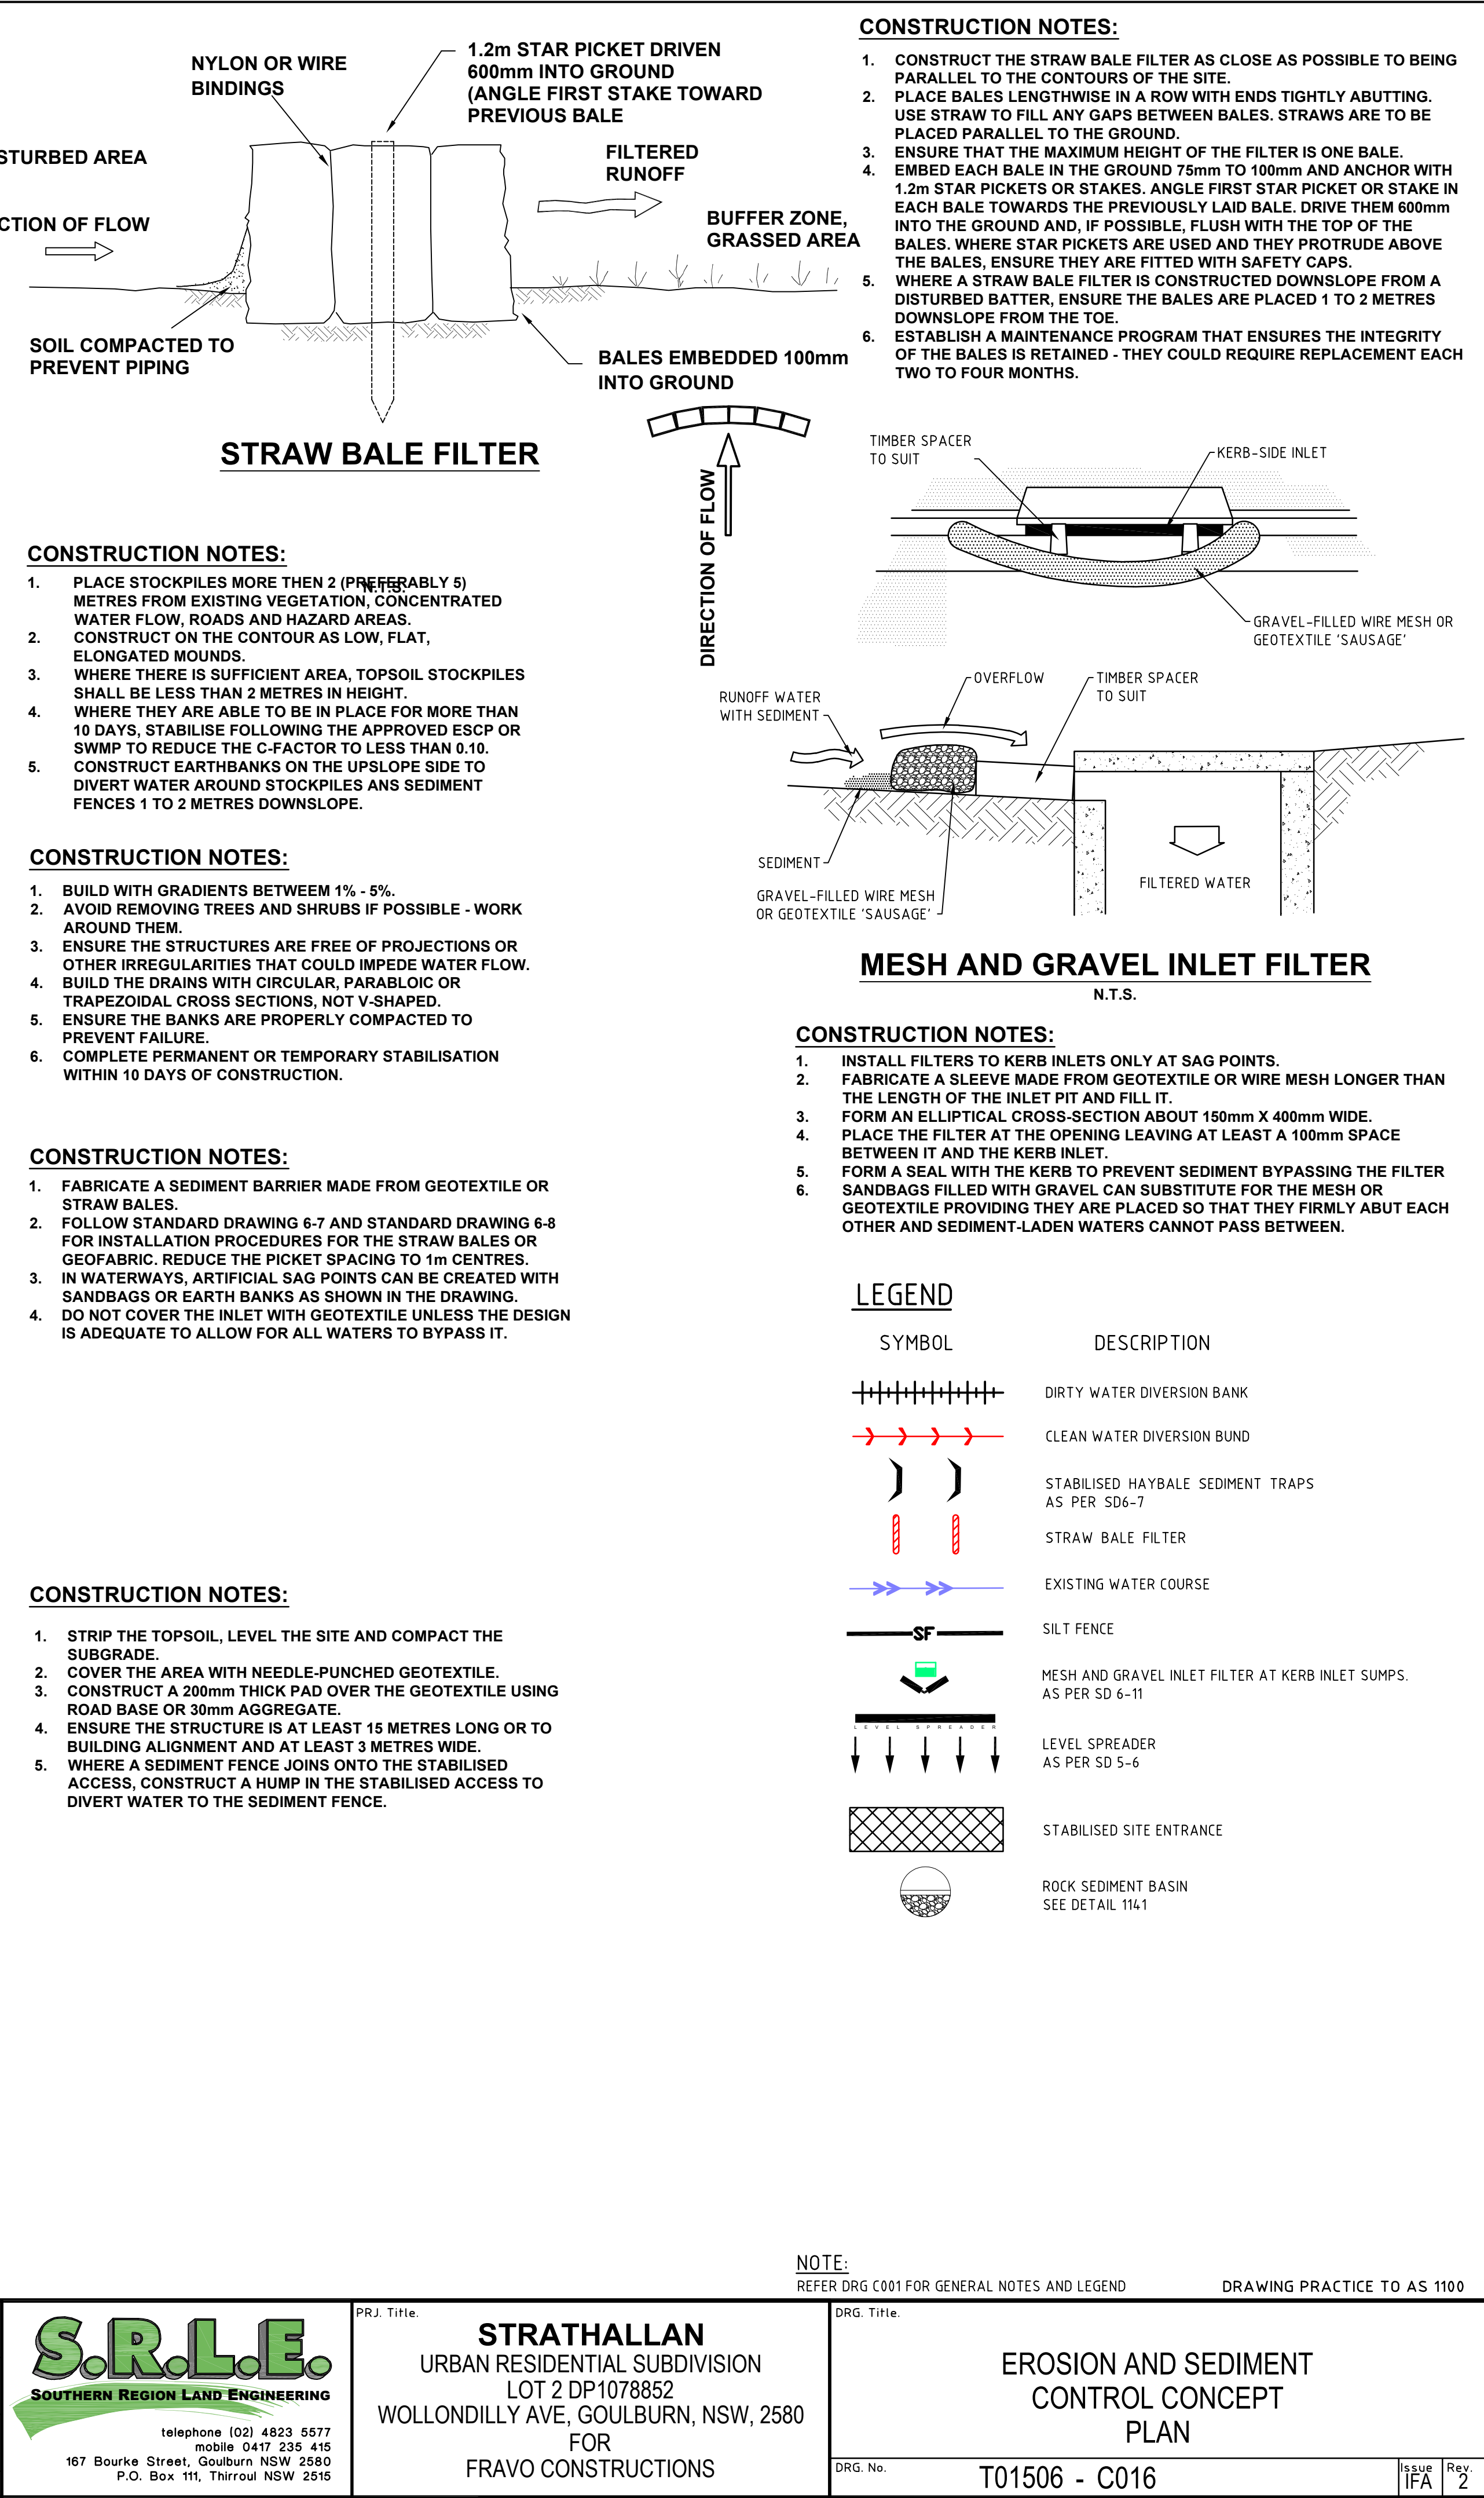 NYLON OR WIRE
BINDINGS
1.2m STAR PICKET DRIVEN
600mm INTO GROUND
(ANGLE FIRST STAKE TOWARD
PREVIOUS BALE
STURBED AREA
FILTERED
RUNOFF
CTION OF FLOW
BUFFER ZONE,
GRASSED AREA
SOIL COMPACTED TO
PREVENT PIPING
BALES EMBEDDED 100mm
INTO GROUND
STRAW BALE FILTER
DIRECTION OF FLOW
CONSTRUCTION NOTES:
1. CONSTRUCT THE STRAW BALE FILTER AS CLOSE AS POSSIBLE TO BEING
PARALLEL TO THE CONTOURS OF THE SITE.
2. PLACE BALES LENGTHWISE IN A ROW WITH ENDS TIGHTLY ABUTTING.
USE STRAW TO FILL ANY GAPS BETWEEN BALES. STRAWS ARE TO BE
PLACED PARALLEL TO THE GROUND.
3. ENSURE THAT THE MAXIMUM HEIGHT OF THE FILTER IS ONE BALE.
4. EMBED EACH BALE IN THE GROUND 75mm TO 100mm AND ANCHOR WITH
1.2m STAR PICKETS OR STAKES. ANGLE FIRST STAR PICKET OR STAKE IN
EACH BALE TOWARDS THE PREVIOUSLY LAID BALE. DRIVE THEM 600mm
INTO THE GROUND AND, IF POSSIBLE, FLUSH WITH THE TOP OF THE
BALES. WHERE STAR PICKETS ARE USED AND THEY PROTRUDE ABOVE
THE BALES, ENSURE THEY ARE FITTED WITH SAFETY CAPS.
5. WHERE A STRAW BALE FILTER IS CONSTRUCTED DOWNSLOPE FROM A
DISTURBED BATTER, ENSURE THE BALES ARE PLACED 1 TO 2 METRES
DOWNSLOPE FROM THE TOE.
6. ESTABLISH A MAINTENANCE PROGRAM THAT ENSURES THE INTEGRITY
OF THE BALES IS RETAINED - THEY COULD REQUIRE REPLACEMENT EACH
TWO TO FOUR MONTHS.
CONSTRUCTION NOTES:
1. PLACE STOCKPILES MORE THEN 2 (PREFERABLY 5)
N.T.S.
METRES FROM EXISTING VEGETATION, CONCENTRATED
WATER FLOW, ROADS AND HAZARD AREAS.
2. CONSTRUCT ON THE CONTOUR AS LOW, FLAT,
ELONGATED MOUNDS.
3. WHERE THERE IS SUFFICIENT AREA, TOPSOIL STOCKPILES
SHALL BE LESS THAN 2 METRES IN HEIGHT.
4. WHERE THEY ARE ABLE TO BE IN PLACE FOR MORE THAN
10 DAYS, STABILISE FOLLOWING THE APPROVED ESCP OR
SWMP TO REDUCE THE C-FACTOR TO LESS THAN 0.10.
5. CONSTRUCT EARTHBANKS ON THE UPSLOPE SIDE TO
DIVERT WATER AROUND STOCKPILES ANS SEDIMENT
FENCES 1 TO 2 METRES DOWNSLOPE.
CONSTRUCTION NOTES:
1. BUILD WITH GRADIENTS BETWEEM 1% - 5%.
2. AVOID REMOVING TREES AND SHRUBS IF POSSIBLE - WORK
AROUND THEM.
3. ENSURE THE STRUCTURES ARE FREE OF PROJECTIONS OR
OTHER IRREGULARITIES THAT COULD IMPEDE WATER FLOW.
4. BUILD THE DRAINS WITH CIRCULAR, PARABLOIC OR
TRAPEZOIDAL CROSS SECTIONS, NOT V-SHAPED.
5. ENSURE THE BANKS ARE PROPERLY COMPACTED TO
PREVENT FAILURE.
6. COMPLETE PERMANENT OR TEMPORARY STABILISATION
WITHIN 10 DAYS OF CONSTRUCTION.
CONSTRUCTION NOTES:
1. FABRICATE A SEDIMENT BARRIER MADE FROM GEOTEXTILE OR
STRAW BALES.
2. FOLLOW STANDARD DRAWING 6-7 AND STANDARD DRAWING 6-8
FOR INSTALLATION PROCEDURES FOR THE STRAW BALES OR
GEOFABRIC. REDUCE THE PICKET SPACING TO 1m CENTRES.
3. IN WATERWAYS, ARTIFICIAL SAG POINTS CAN BE CREATED WITH
SANDBAGS OR EARTH BANKS AS SHOWN IN THE DRAWING.
4. DO NOT COVER THE INLET WITH GEOTEXTILE UNLESS THE DESIGN
IS ADEQUATE TO ALLOW FOR ALL WATERS TO BYPASS IT.
CONSTRUCTION NOTES:
1. STRIP THE TOPSOIL, LEVEL THE SITE AND COMPACT THE
SUBGRADE.
2. COVER THE AREA WITH NEEDLE-PUNCHED GEOTEXTILE.
3. CONSTRUCT A 200mm THICK PAD OVER THE GEOTEXTILE USING
ROAD BASE OR 30mm AGGREGATE.
4. ENSURE THE STRUCTURE IS AT LEAST 15 METRES LONG OR TO
BUILDING ALIGNMENT AND AT LEAST 3 METRES WIDE.
5. WHERE A SEDIMENT FENCE JOINS ONTO THE STABILISED
ACCESS, CONSTRUCT A HUMP IN THE STABILISED ACCESS TO
DIVERT WATER TO THE SEDIMENT FENCE.
TIMBER SPACER
TO SUIT
KERB-SIDE INLET
GRAVEL-FILLED WIRE MESH OR
GEOTEXTILE 'SAUSAGE'
OVERFLOW
TIMBER SPACER
TO SUIT
RUNOFF WATER
WITH SEDIMENT
SEDIMENT
FILTERED WATER
GRAVEL-FILLED WIRE MESH
OR GEOTEXTILE 'SAUSAGE'
MESH AND GRAVEL INLET FILTER
N.T.S.
CONSTRUCTION NOTES:
1. INSTALL FILTERS TO KERB INLETS ONLY AT SAG POINTS.
2. FABRICATE A SLEEVE MADE FROM GEOTEXTILE OR WIRE MESH LONGER THAN
THE LENGTH OF THE INLET PIT AND FILL IT.
3. FORM AN ELLIPTICAL CROSS-SECTION ABOUT 150mm X 400mm WIDE.
4. PLACE THE FILTER AT THE OPENING LEAVING AT LEAST A 100mm SPACE
BETWEEN IT AND THE KERB INLET.
5. FORM A SEAL WITH THE KERB TO PREVENT SEDIMENT BYPASSING THE FILTER
6. SANDBAGS FILLED WITH GRAVEL CAN SUBSTITUTE FOR THE MESH OR
GEOTEXTILE PROVIDING THEY ARE PLACED SO THAT THEY FIRMLY ABUT EACH
OTHER AND SEDIMENT-LADEN WATERS CANNOT PASS BETWEEN.
LEGEND
SYMBOL DESCRIPTION
DIRTY WATER DIVERSION BANK
CLEAN WATER DIVERSION BUND
STABILISED HAYBALE SEDIMENT TRAPS
AS PER SD6-7
STRAW BALE FILTER
EXISTING WATER COURSE
SF SILT FENCE
MESH AND GRAVEL INLET FILTER AT KERB INLET SUMPS.
AS PER SD 6-11
LEVEL SPREADER
LEVEL SPREADER
AS PER SD 5-6
STABILISED SITE ENTRANCE
ROCK SEDIMENT BASIN
SEE DETAIL 1141
NOTE:
REFER DRG C001 FOR GENERAL NOTES AND LEGEND
DRAWING PRACTICE TO AS 1100
S.R.L.E.
SOUTHERN REGION LAND ENGINEERING
telephone (02) 4823 5577
mobile 0417 235 415
167 Bourke Street, Goulburn NSW 2580
P.O. Box 111, Thirroul NSW 2515
PRJ. Title.
STRATHALLAN
URBAN RESIDENTIAL SUBDIVISION
LOT 2 DP1078852
WOLLONDILLY AVE, GOULBURN, NSW, 2580
FOR
FRAVO CONSTRUCTIONS
DRG. Title.
EROSION AND SEDIMENT
CONTROL CONCEPT
PLAN
DRG. No.
T01506 - C016
Issue
IFA
Rev.
2